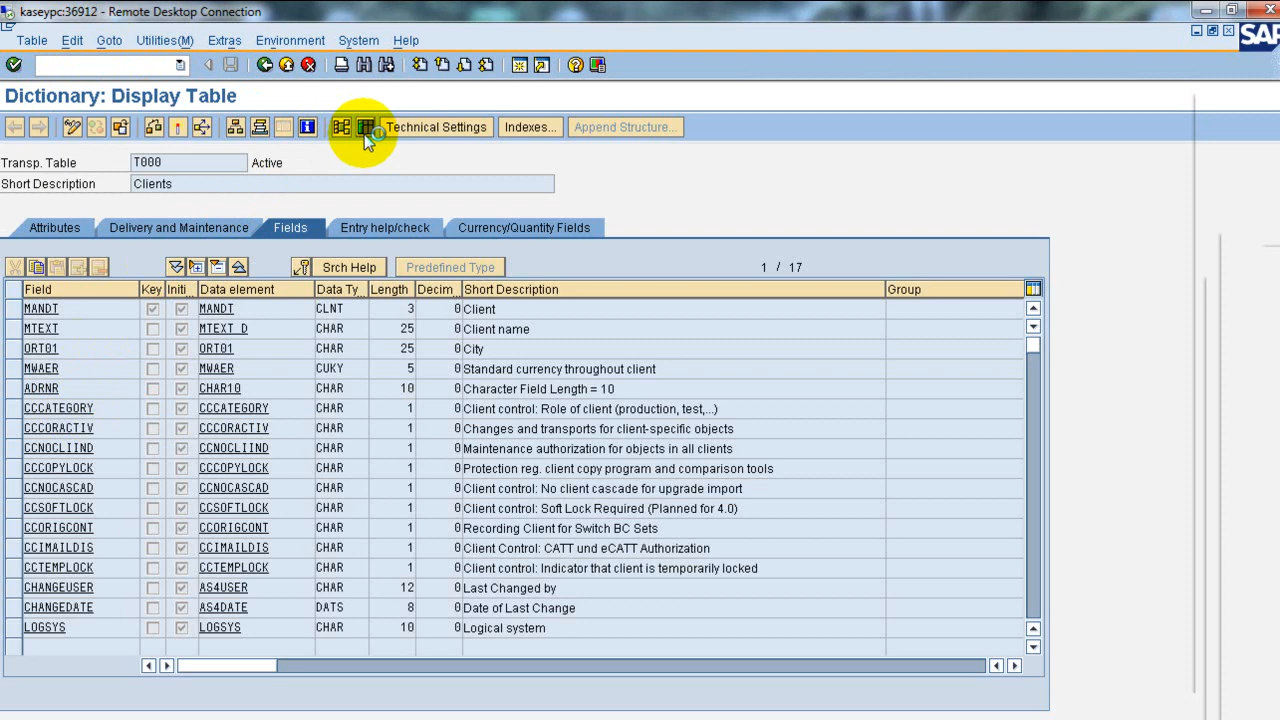 kaseypc:36912 - Remote Desktop Connection
Table Edit Goto Utilities(M) Extras Environment System Help
SAP
Dictionary: Display Table
Technical Settings Indexes... Append Structure...
Transp. Table T000 Active
Short Description Clients
Attributes Delivery and Maintenance Fields Entry help/check Currency/Quantity Fields
Srch Help Predefined Type 1 / 17
Field Key Initi... Data element Data Ty... Length Decim... Short Description Group
MANDT MANDT CLNT 3 0 Client
MTEXT MTEXT_D CHAR 25 0 Client name
ORT01 ORT01 CHAR 25 0 City
MWAER MWAER CUKY 5 0 Standard currency throughout client
ADRNR CHAR10 CHAR 10 0 Character Field Length = 10
CCCATEGORY CCCATEGORY CHAR 1 0 Client control: Role of client (production, test,...)
CCCORACTIV CCCORACTIV CHAR 1 0 Changes and transports for client-specific objects
CCNOCLIIND CCNOCLIIND CHAR 1 0 Maintenance authorization for objects in all clients
CCCOPYLOCK CCCOPYLOCK CHAR 1 0 Protection reg. client copy program and comparison tools
CCNOCASCAD CCNOCASCAD CHAR 1 0 Client control: No client cascade for upgrade import
CCSOFTLOCK CCSOFTLOCK CHAR 1 0 Client control: Soft Lock Required (Planned for 4.0)
CCORIGCONT CCORIGCONT CHAR 1 0 Recording Client for Switch BC Sets
CCIMAILDIS CCIMAILDIS CHAR 1 0 Client Control: CATT und eCATT Authorization
CCTEMPLOCK CCTEMPLOCK CHAR 1 0 Client control: Indicator that client is temporarily locked
CHANGEUSER AS4USER CHAR 12 0 Last Changed by
CHANGEDATE AS4DATE DATS 8 0 Date of Last Change
LOGSYS LOGSYS CHAR 10 0 Logical system